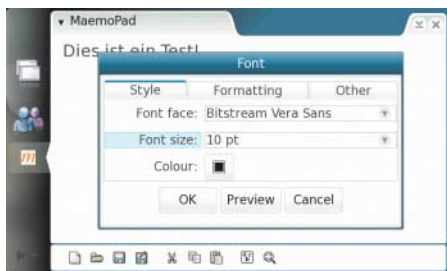 MaemoPad
Dies ist ein Test!
Font
Style Formatting Other
Font face: Bitstream Vera Sans
Font size: 10 pt
Colour:
OK Preview Cancel
m